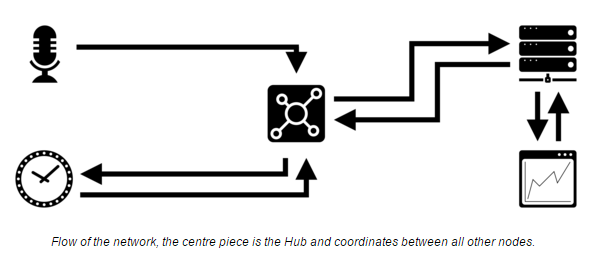 Flow of the network, the centre piece is the Hub and coordinates between all other nodes.